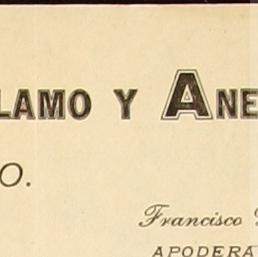 LAMO Y ANE
O.
Francisco
APODERA